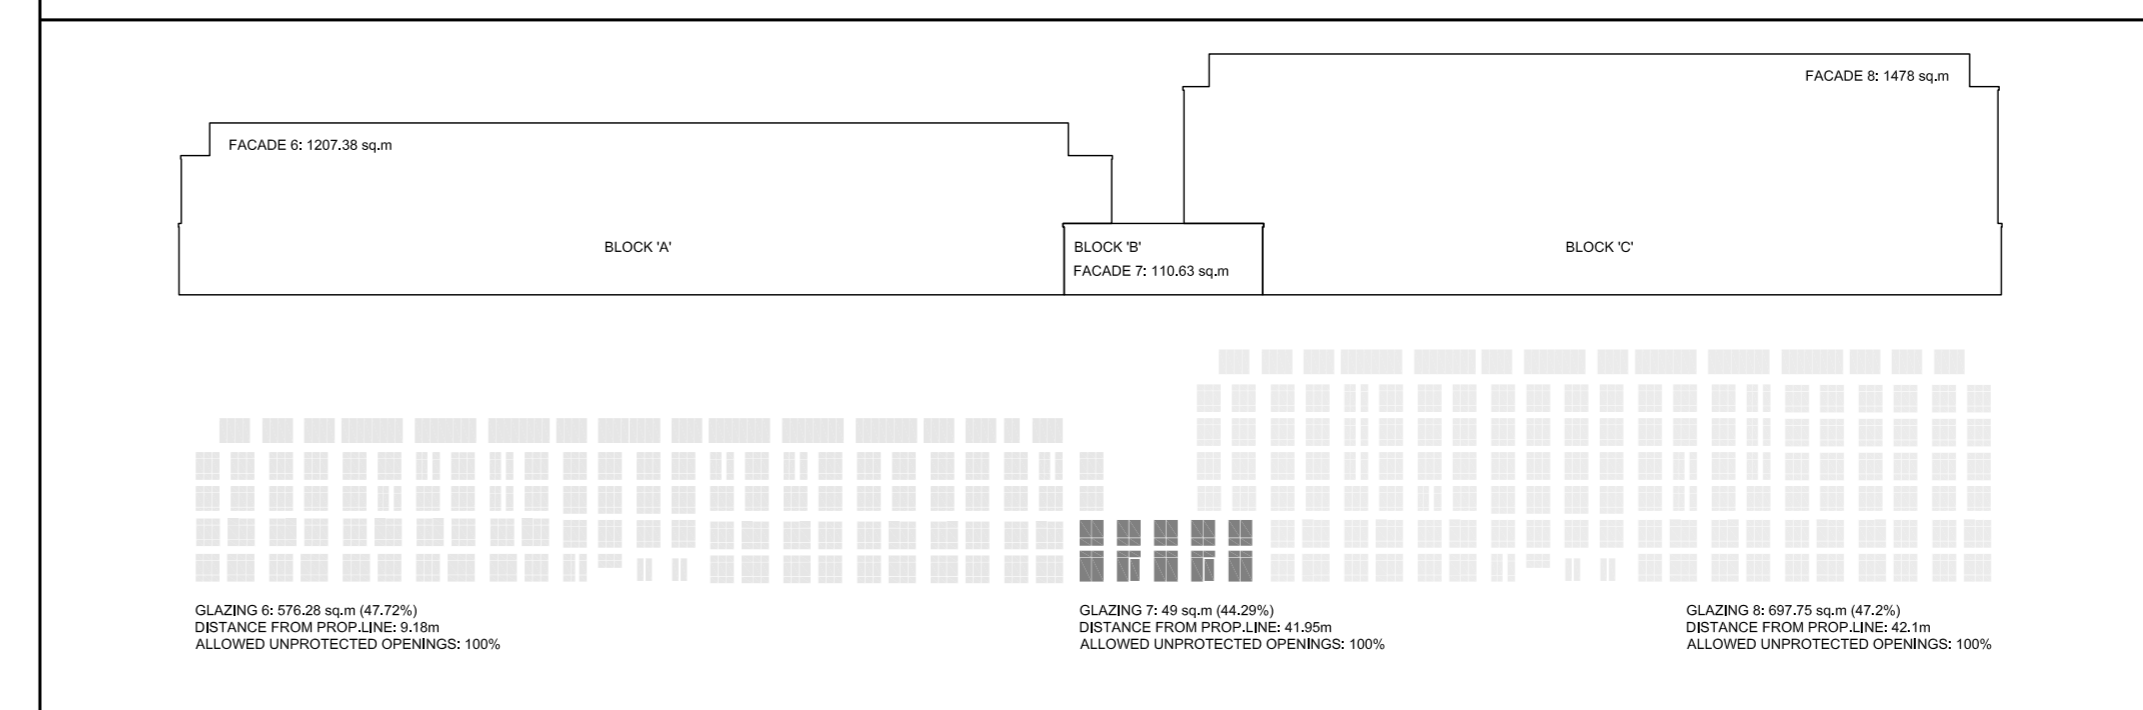 FACADE 8: 1478 sq.m
FACADE 6: 1207.38 sq.m
BLOCK 'A'
BLOCK 'B'
FACADE 7: 110.63 sq.m
BLOCK 'C'
GLAZING 6: 576.28 sq.m (47.72%)
DISTANCE FROM PROP.LINE: 9.18m
ALLOWED UNPROTECTED OPENINGS: 100%
GLAZING 7: 49 sq.m (44.29%)
DISTANCE FROM PROP.LINE: 41.95m
ALLOWED UNPROTECTED OPENINGS: 100%
GLAZING 8: 697.75 sq.m (47.2%)
DISTANCE FROM PROP.LINE: 42.1m
ALLOWED UNPROTECTED OPENINGS: 100%